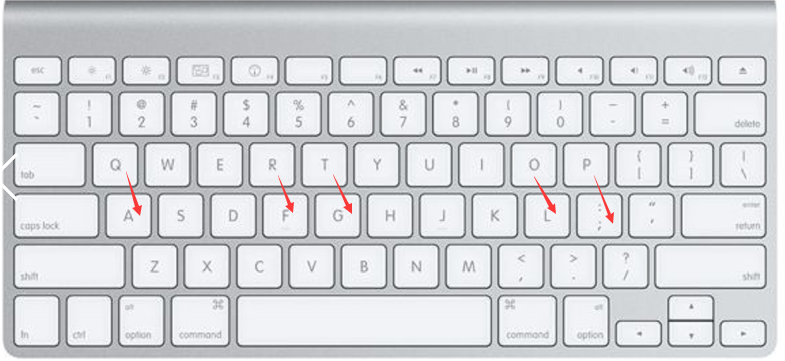 esc F1 F2 F3 F4 F5 F6 F7 F8 F9 F10 F11 F12
~ ! @ # $ % ^ & * ( ) — +
` 1 2 3 4 5 6 7 8 9 0 - = delete
tab Q W E R T Y U I O P { [ } ] | \
caps lock A S D F G H J K L : ; " ' enter return
shift Z X C V B N M < , > . ? / shift
fn ctrl alt option ⌘ command ⌘ command alt option ◄ ▲ ▼ ►